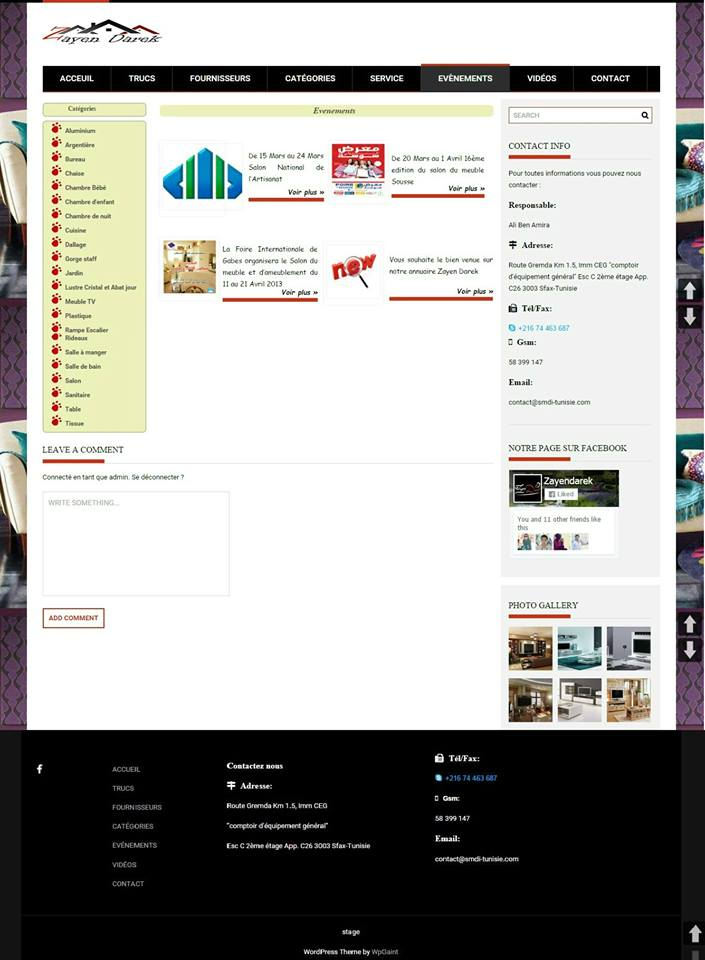 Zayen Darek
ACCEUIL
TRUCS
FOURNISSEURS
CATÉGORIES
SERVICE
EVÈNEMENTS
VIDÉOS
CONTACT
Catégories
Aluminium
Argentière
Bureau
Chaise
Chambre Bébé
Chambre d'enfant
Chambre de nuit
Cuisine
Dallage
Gorge staff
Jardin
Lustre Cristal et Abat jour
Meuble TV
Plastique
Rampe Escalier
Rideaux
Salle à manger
Salle de bain
Salon
Sanitaire
Table
Tissue
Evenements
De 15 Mars au 24 Mars
Salon National de
l'Artisanat
Voir plus »
معرض
سوسة
De 20 Mars au 1 Avril 16ème
edition du salon du meuble
Sousse
Voir plus »
La Foire Internationale de
Gabes organisera le Salon du
meuble et d'ameublement du
11 au 21 Avril 2013
Voir plus »
new
Vous souhaite le bien venue sur
notre annuaire Zayen Darek
Voir plus »
LEAVE A COMMENT
Connecté en tant que admin. Se déconnecter ?
WRITE SOMETHING...
ADD COMMENT
SEARCH
CONTACT INFO
Pour toutes informations vous pouvez nous
contacter :
Responsable:
Ali Ben Amira
Adresse:
Route Gremda Km 1.5, Imm CEG "comptoir
d'équipement général" Esc C 2ème étage App.
C26 3003 Sfax-Tunisie
Tél/Fax:
+216 74 463 687
Gsm:
58 399 147
Email:
contact@smdi-tunisie.com
NOTRE PAGE SUR FACEBOOK
Zayendarek
Liked
You and 11 other friends like
this
PHOTO GALLERY
ACCUEIL
TRUCS
FOURNISSEURS
CATÉGORIES
EVÈNEMENTS
VIDÉOS
CONTACT
Contactez nous
Adresse:
Route Gremda Km 1.5, Imm CEG
"comptoir d'équipement général"
Esc C 2ème étage App. C26 3003 Sfax-Tunisie
Tél/Fax:
+216 74 463 687
Gsm:
58 399 147
Email:
contact@smdi-tunisie.com
stage
WordPress Theme by WpGaint